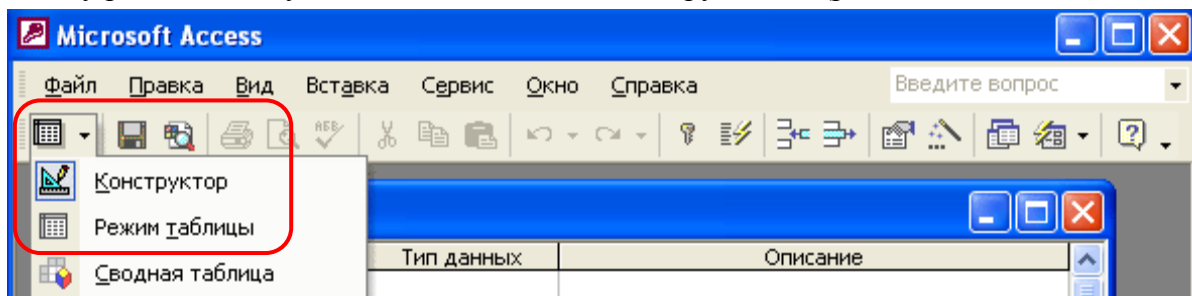 Microsoft Access
Файл Правка Вид Вставка Сервис Окно Справка Введите вопрос
Конструктор
Режим таблицы
Тип данных Описание
Сводная таблица